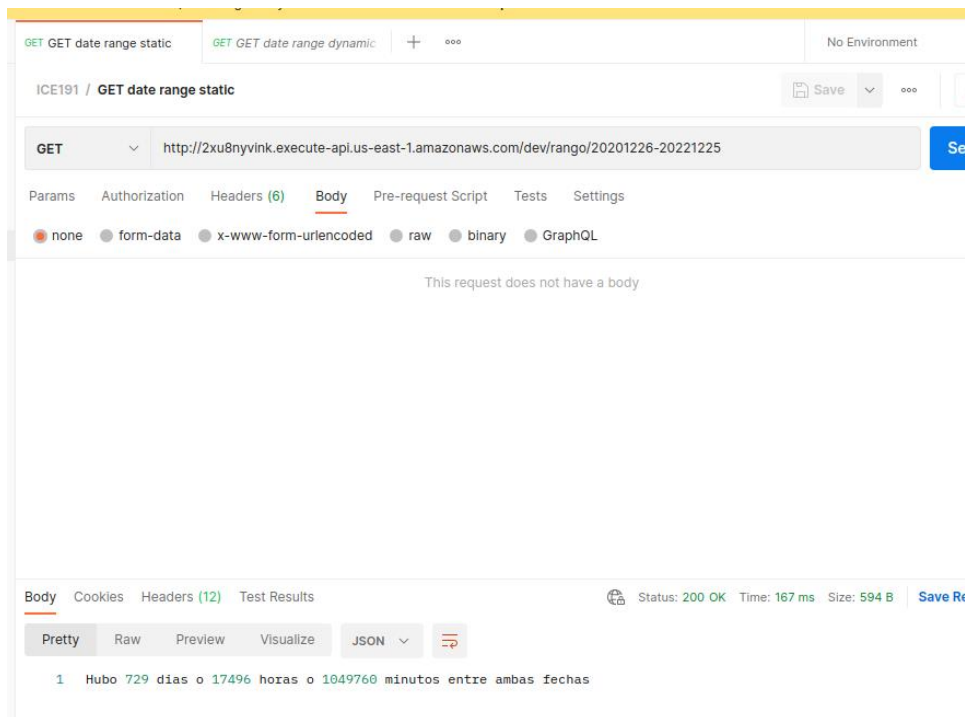 GET GET date range static GET GET date range dynamic No Environment
ICE191 / GET date range static Save
GET http://2xu8nyvink.execute-api.us-east-1.amazonaws.com/dev/rango/20201226-20221225 Se
Params Authorization Headers (6) Body Pre-request Script Tests Settings
none form-data x-www-form-urlencoded raw binary GraphQL
This request does not have a body
Body Cookies Headers (12) Test Results Status: 200 OK Time: 167 ms Size: 594 B Save Re
Pretty Raw Preview Visualize JSON
1 Hubo 729 dias o 17496 horas o 1049760 minutos entre ambas fechas